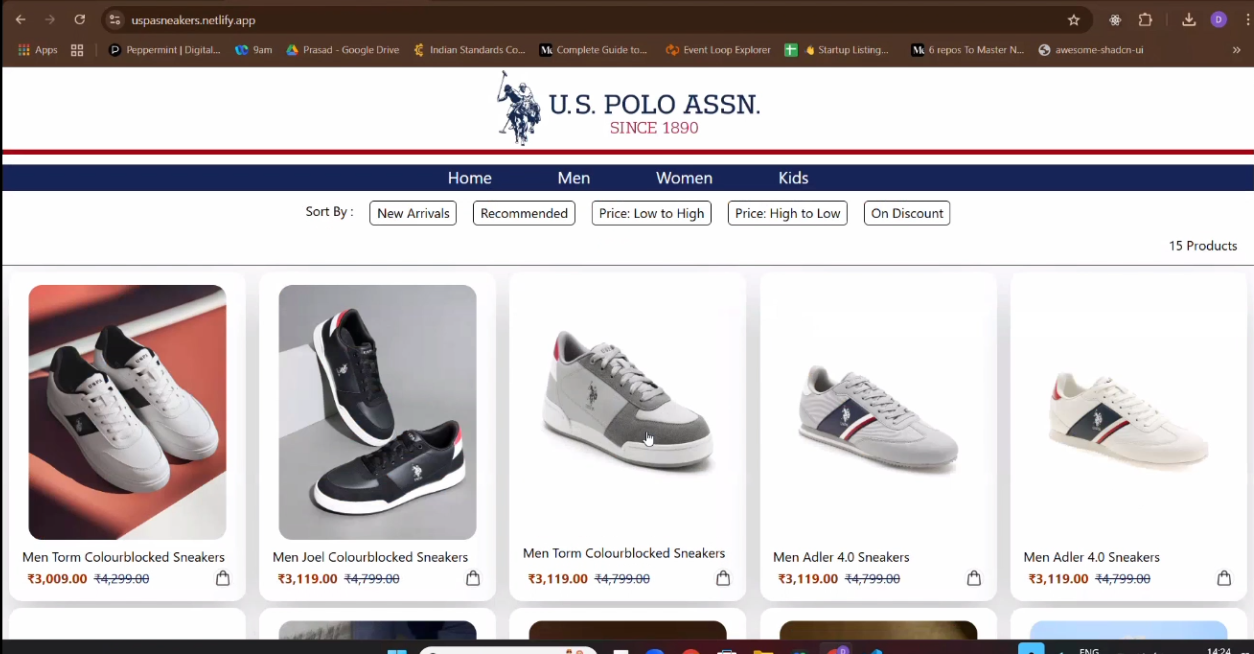 uspasneakers.netlify.app
D
Apps
Peppermint | Digital...
9am
Prasad - Google Drive
Indian Standards Co...
Complete Guide to...
Event Loop Explorer
Startup Listing...
6 repos To Master N...
awesome-shadcn-ui
»
U.S. POLO ASSN.
SINCE 1890
Home Men Women Kids
Sort By : New Arrivals Recommended Price: Low to High Price: High to Low On Discount
15 Products
Men Torm Colourblocked Sneakers
₹3,009.00 ₹4,299.00
Men Joel Colourblocked Sneakers
₹3,119.00 ₹4,799.00
Men Torm Colourblocked Sneakers
₹3,119.00 ₹4,799.00
Men Adler 4.0 Sneakers
₹3,119.00 ₹4,799.00
Men Adler 4.0 Sneakers
₹3,119.00 ₹4,799.00
ENG
14:24